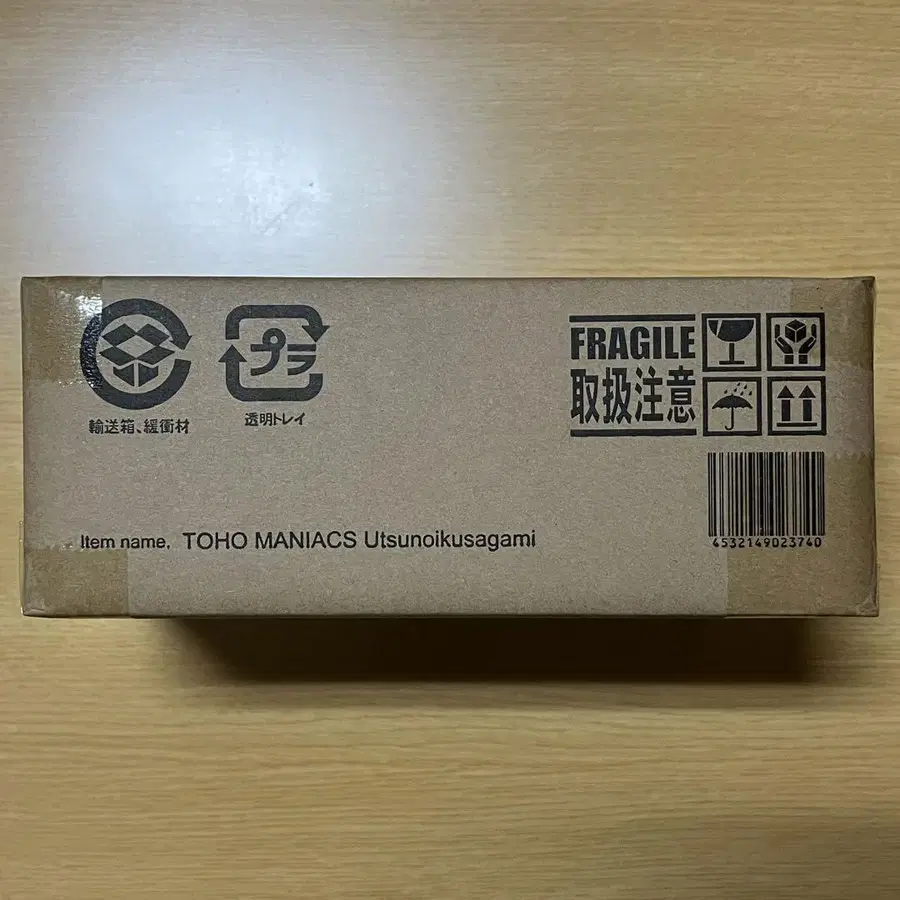 プラ
輸送箱、緩衝材
透明トレイ
FRAGILE
取扱注意
4532149023740
Item name. TOHO MANIACS Utsunoikusagami